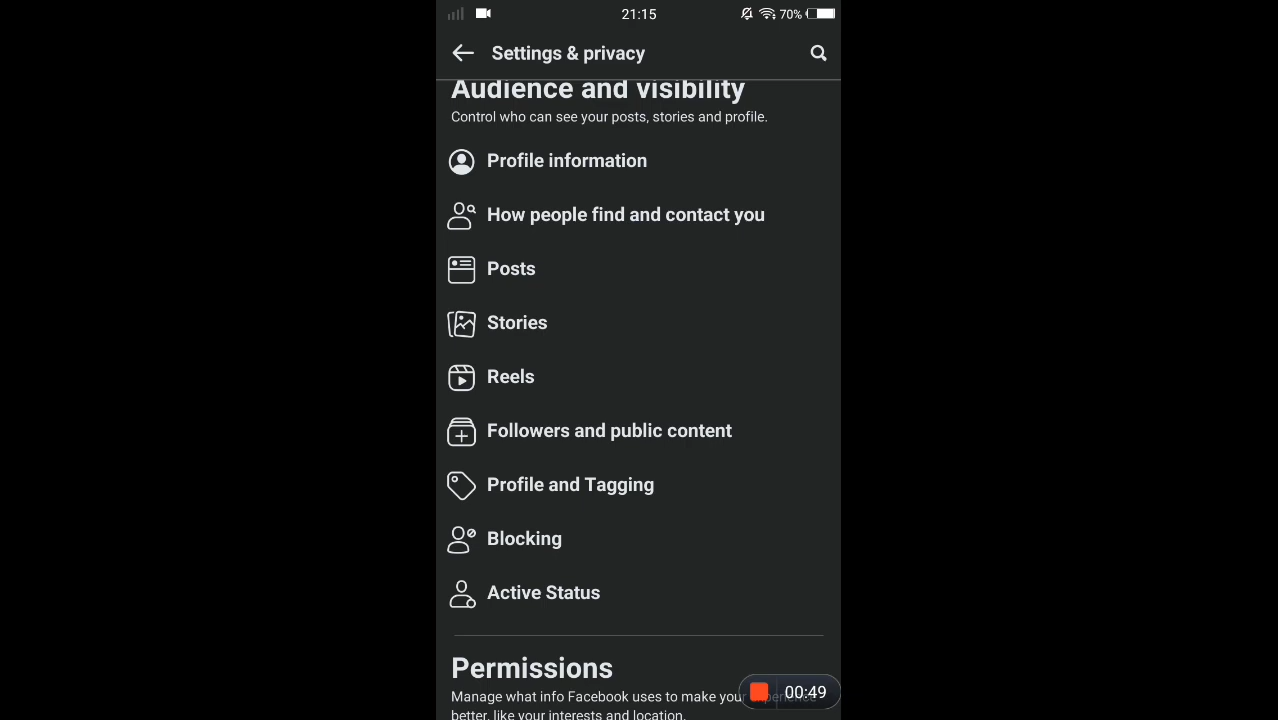 21:15
70%
Settings & privacy
Audience and visibility
Control who can see your posts, stories and profile.
Profile information
How people find and contact you
Posts
Stories
Reels
Followers and public content
Profile and Tagging
Blocking
Active Status
Permissions
Manage what info Facebook uses to make your experience
00:49
better, like your interests and location.